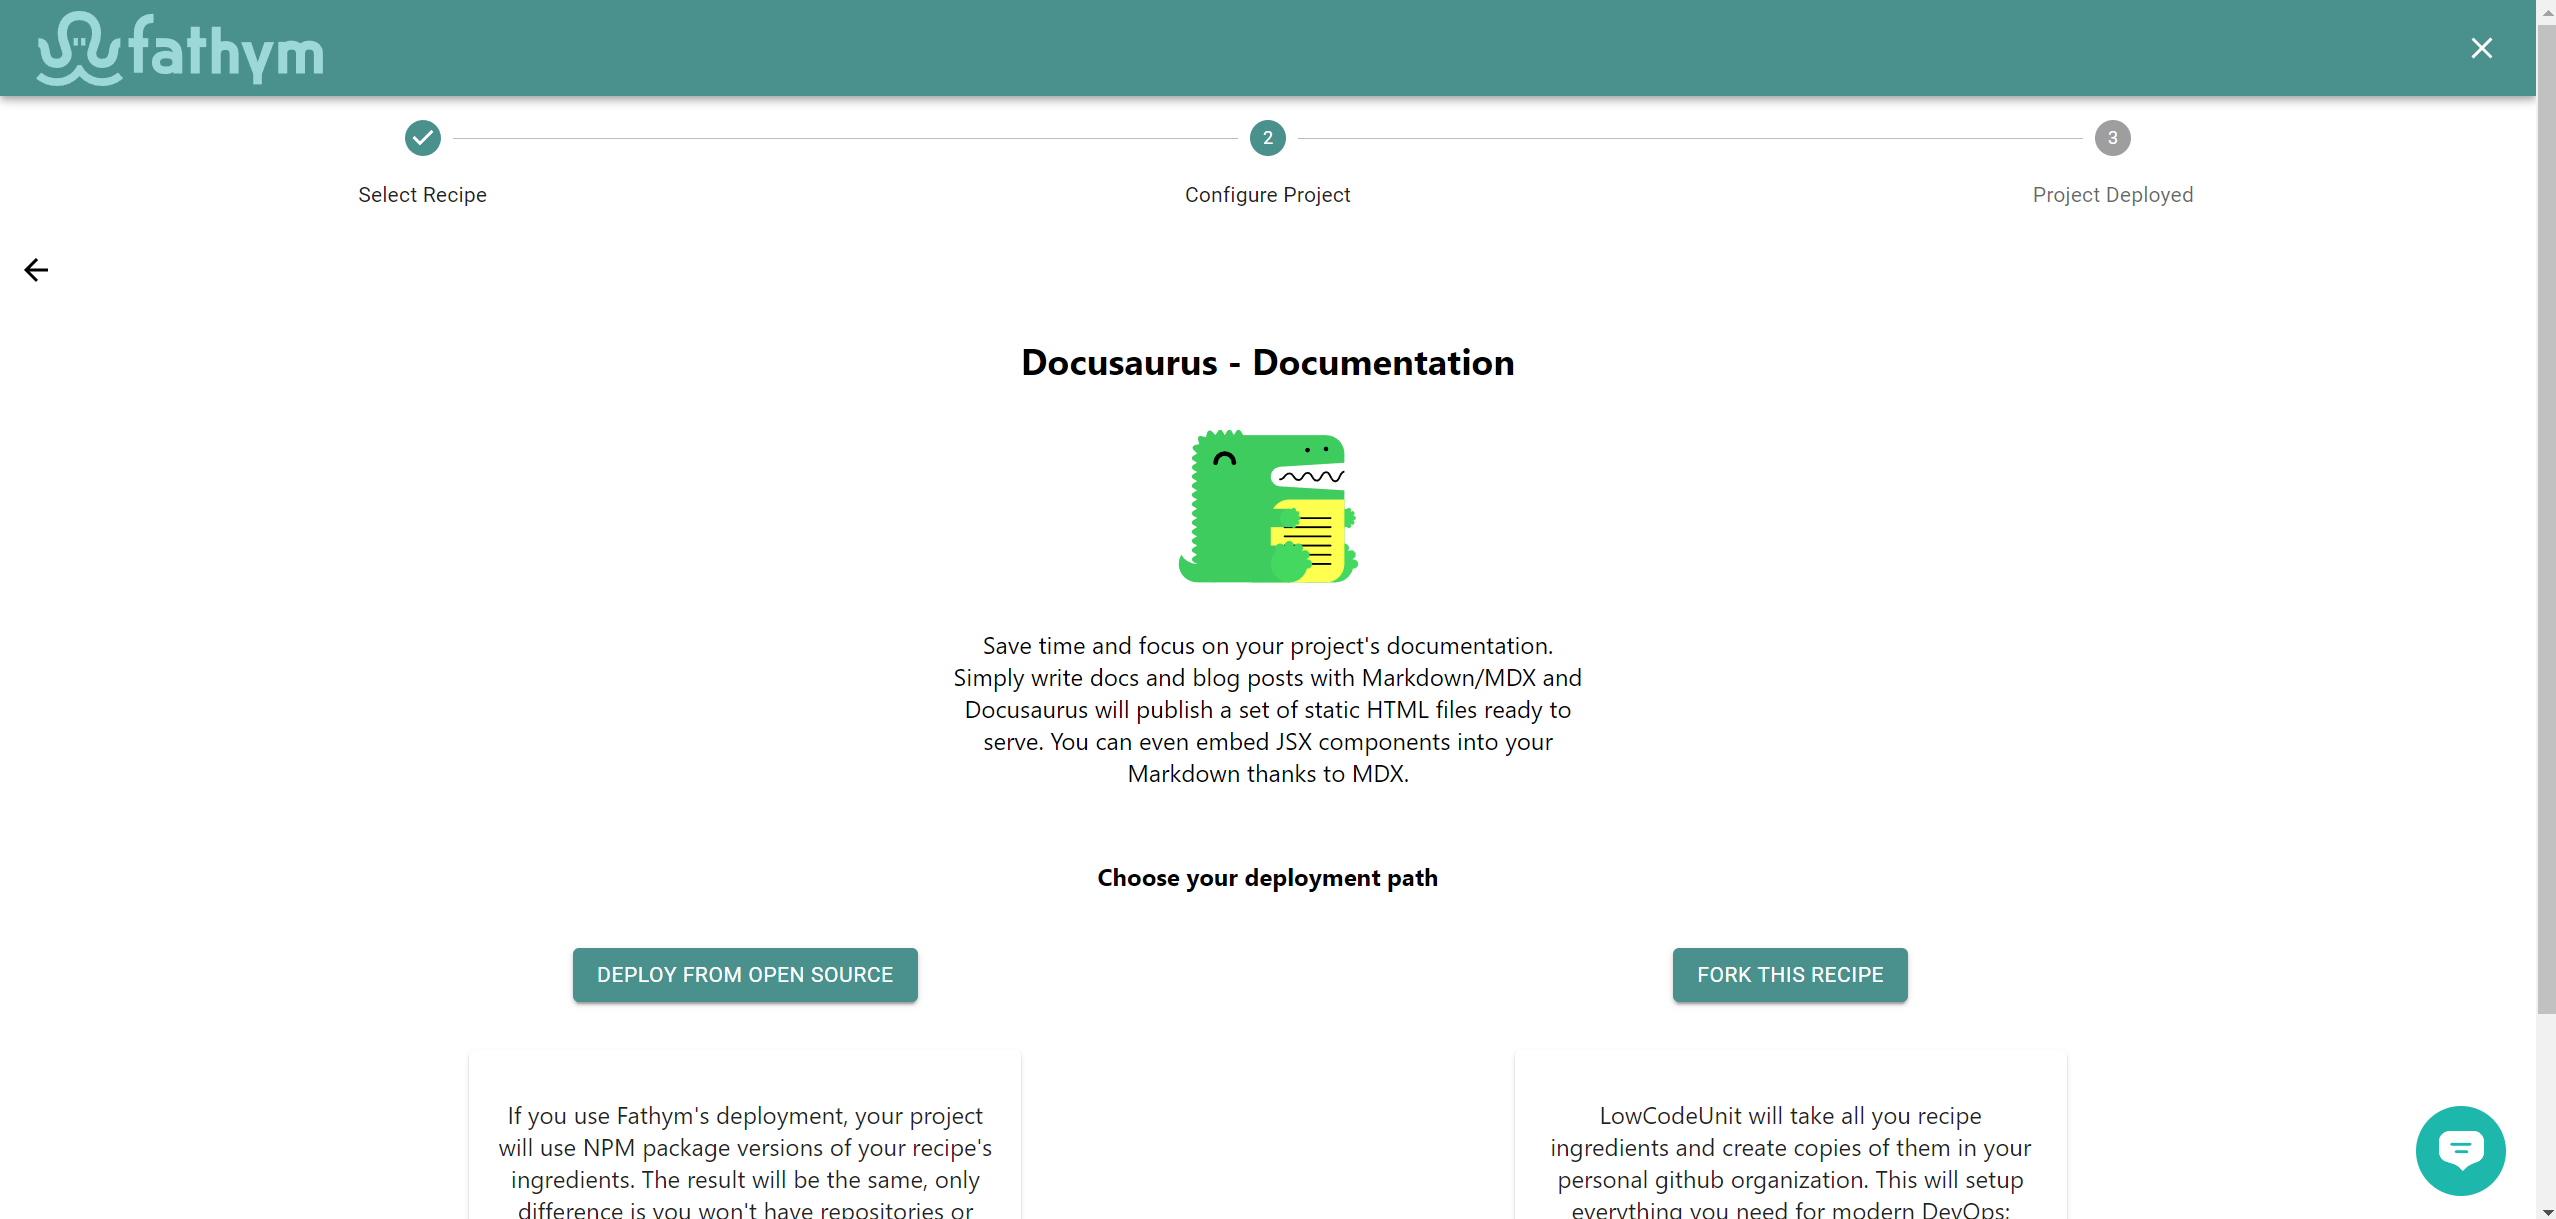 fathym
2
3
Select Recipe
Configure Project
Project Deployed
Docusaurus - Documentation
Save time and focus on your project's documentation.
Simply write docs and blog posts with Markdown/MDX and
Docusaurus will publish a set of static HTML files ready to
serve. You can even embed JSX components into your
Markdown thanks to MDX.
Choose your deployment path
DEPLOY FROM OPEN SOURCE
FORK THIS RECIPE
If you use Fathym's deployment, your project
will use NPM package versions of your recipe's
ingredients. The result will be the same, only
difference is you won't have repositories or
LowCodeUnit will take all you recipe
ingredients and create copies of them in your
personal github organization. This will setup
everything you need for modern DevOps: